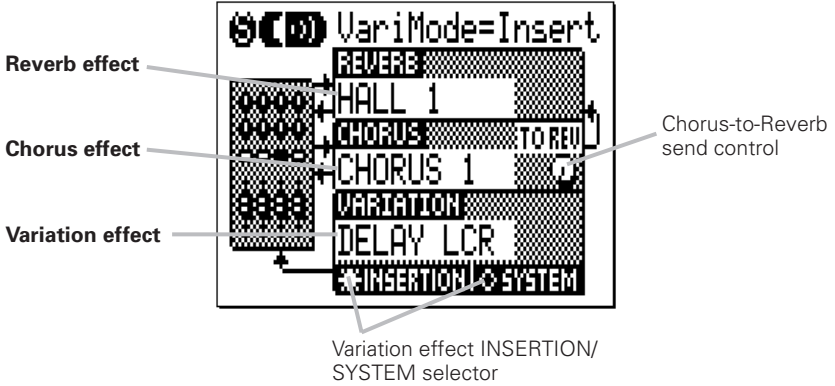 VariMode=Insert
Reverb effect
REVERB
HALL 1
CHORUS
TO REV
Chorus-to-Reverb
send control
Chorus effect
CHORUS 1
VARIATION
Variation effect
DELAY LCR
INSERTION
SYSTEM
Variation effect INSERTION/
SYSTEM selector